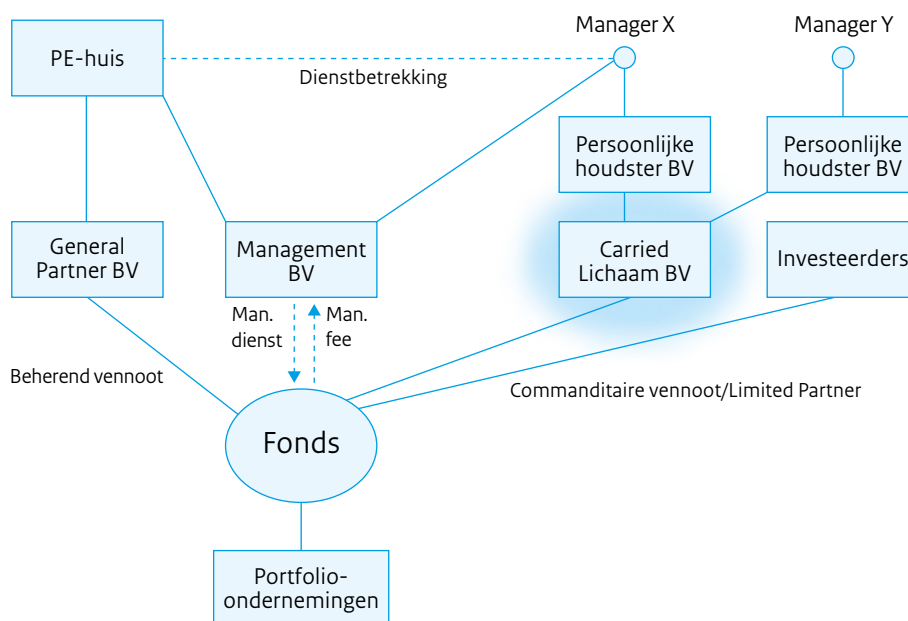 Manager X
Manager Y
PE-huis
Dienstbetrekking
Persoonlijke
houdster BV
Persoonlijke
houdster BV
General
Partner BV
Management
BV
Carried
Lichaam BV
Investeerders
Man.
dienst
Man.
fee
Beherend vennoot
Commanditaire vennoot/Limited Partner
Fonds
Portfolio-
ondernemingen